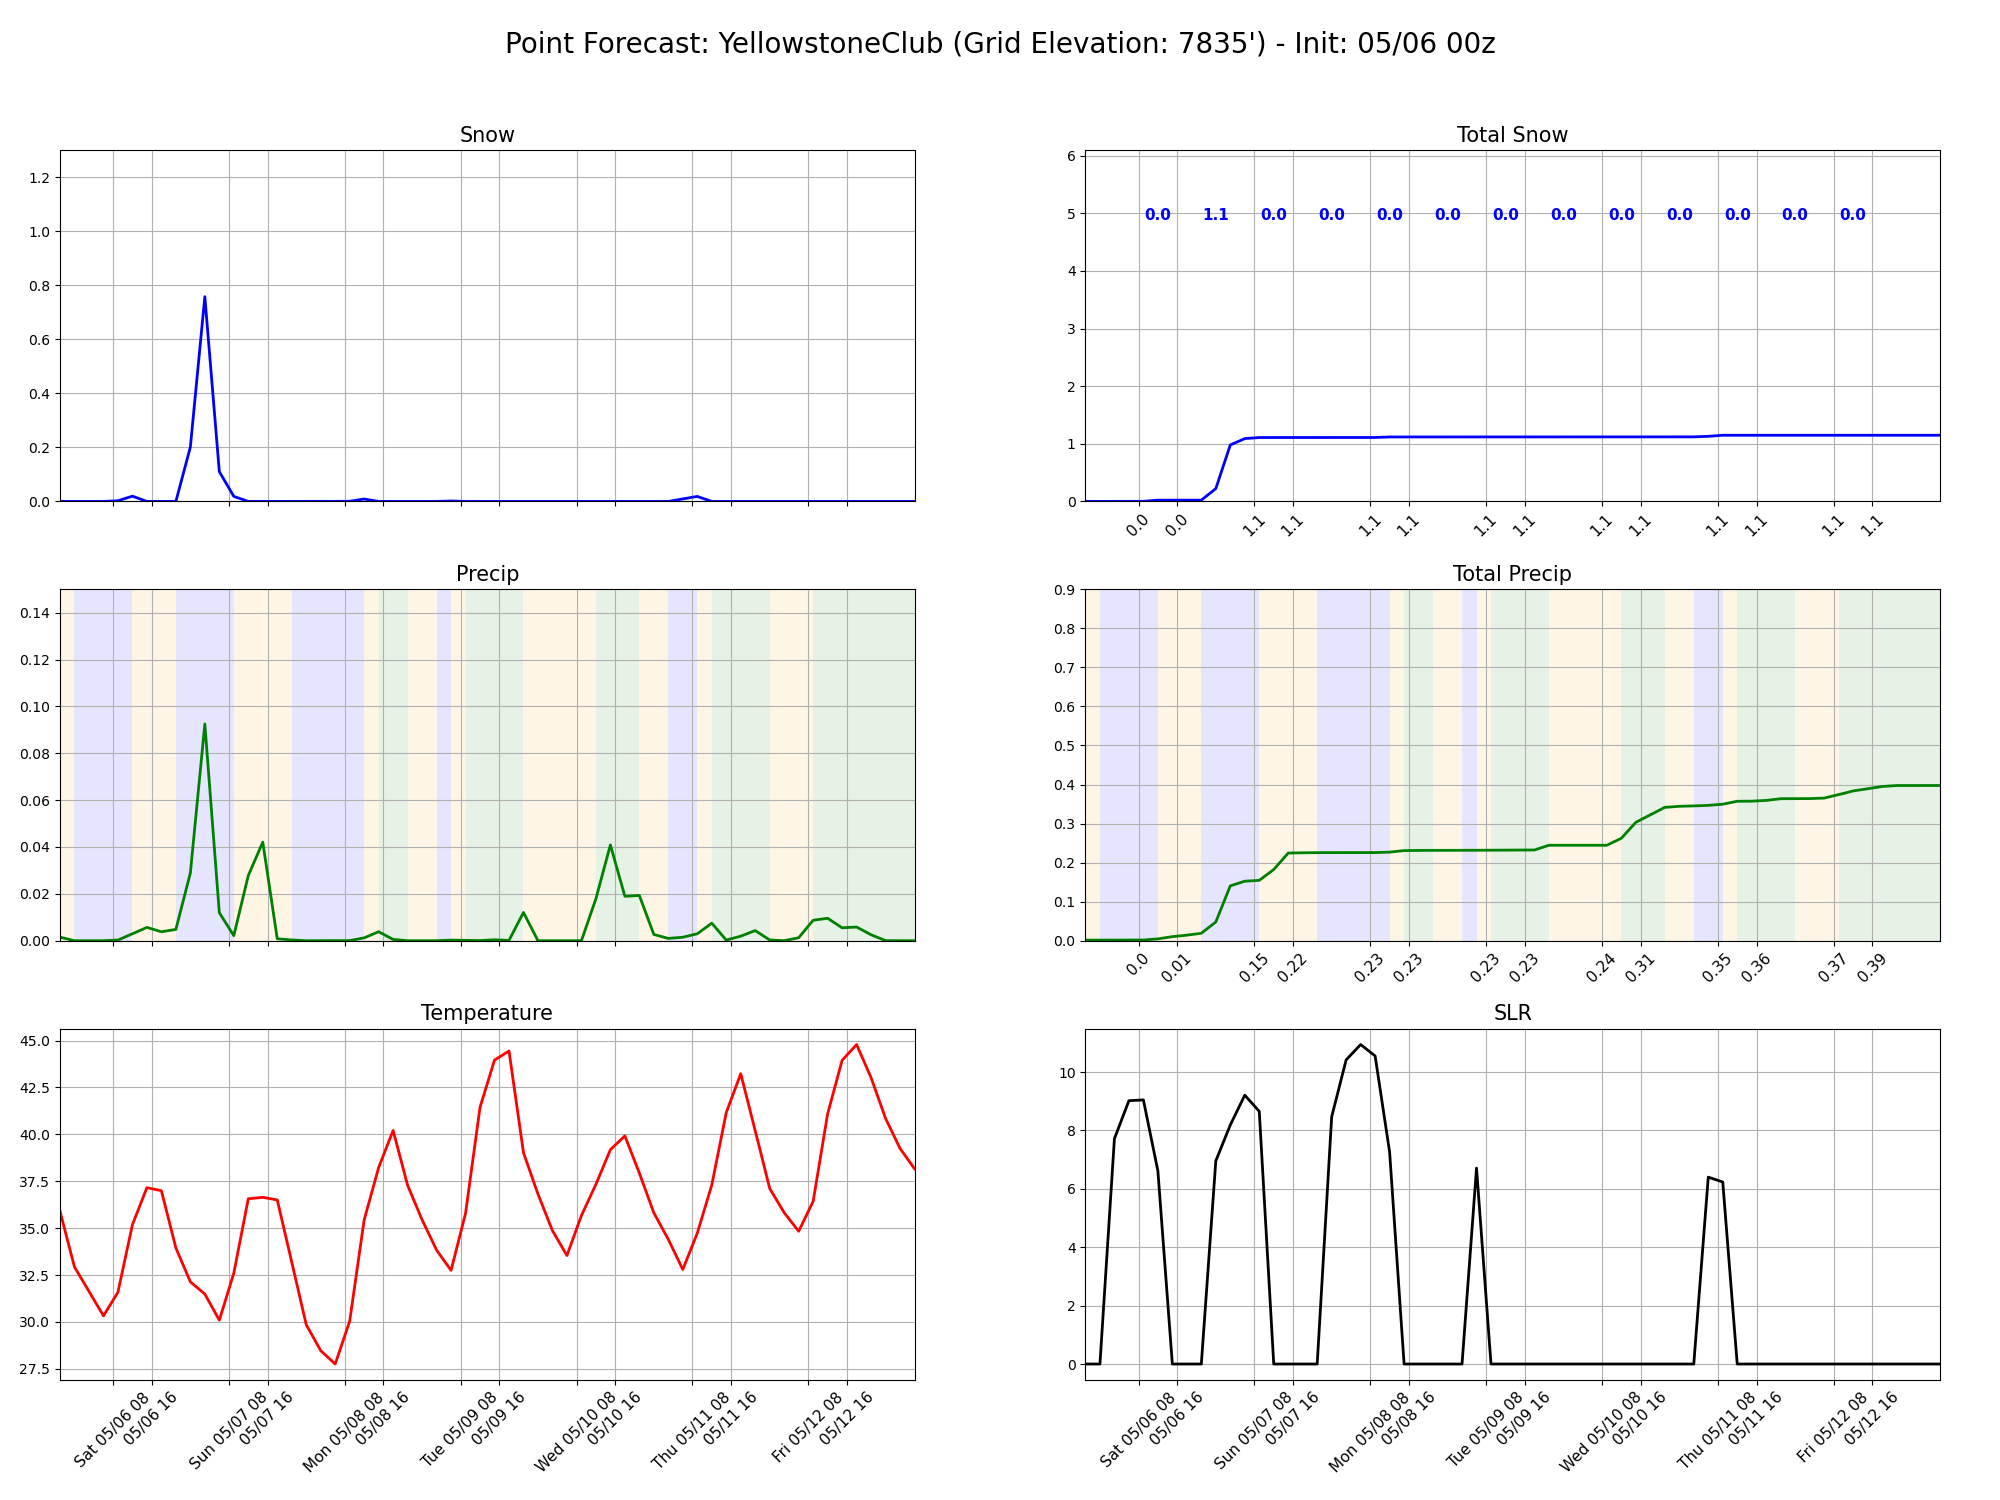 Point Forecast: YellowstoneClub (Grid Elevation: 7835') - Init: 05/06 00z
Snow
1.2
1.0
0.8
0.6
0.4
0.2
0.0
Total Snow
6
5
4
3
2
1
0
0.0 1.1 0.0 0.0 0.0 0.0 0.0 0.0 0.0 0.0 0.0 0.0 0.0
0.0 0.0 1.1 1.1 1.1 1.1 1.1 1.1 1.1 1.1 1.1 1.1 1.1 1.1
Precip
0.14
0.12
0.10
0.08
0.06
0.04
0.02
0.00
Total Precip
0.9
0.8
0.7
0.6
0.5
0.4
0.3
0.2
0.1
0.0
0.0 0.01 0.15 0.22 0.23 0.23 0.23 0.23 0.24 0.31 0.35 0.36 0.37 0.39
Temperature
45.0
42.5
40.0
37.5
35.0
32.5
30.0
27.5
Sat 05/06 08
05/06 16
Sun 05/07 08
05/07 16
Mon 05/08 08
05/08 16
Tue 05/09 08
05/09 16
Wed 05/10 08
05/10 16
Thu 05/11 08
05/11 16
Fri 05/12 08
05/12 16
SLR
10
8
6
4
2
0
Sat 05/06 08
05/06 16
Sun 05/07 08
05/07 16
Mon 05/08 08
05/08 16
Tue 05/09 08
05/09 16
Wed 05/10 08
05/10 16
Thu 05/11 08
05/11 16
Fri 05/12 08
05/12 16